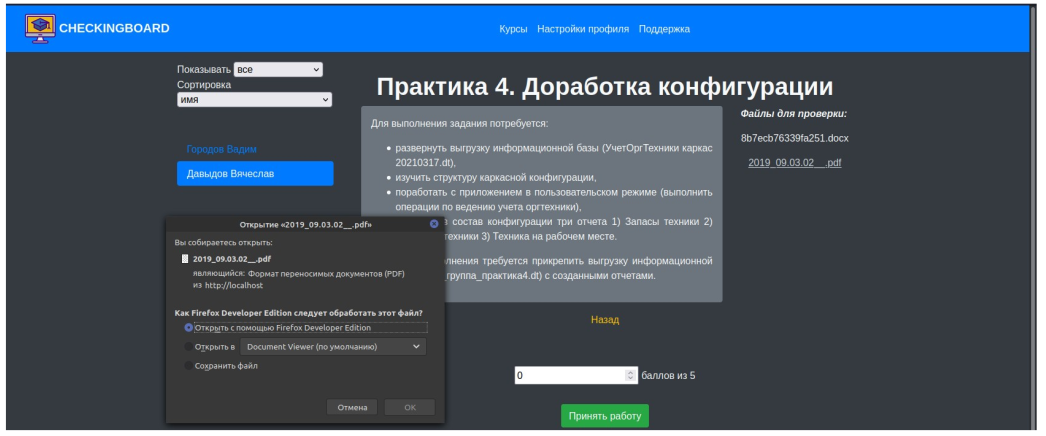 CHECKINGBOARD
Курсы Настройки профиля Поддержка
Показывать все
Сортировка
имя
Городов Вадим
Давыдов Вячеслав
Практика 4. Доработка конфигурации
Для выполнения задания потребуется:
• развернуть выгрузку информационной базы (УчетОргТехники каркас
20210317.dt),
• изучить структуру каркасной конфигурации,
• поработать с приложением в пользовательском режиме (выполнить
операции по ведению учета оргтехники),
состав конфигурации три отчета 1) Запасы техники 2)
техники 3) Техника на рабочем месте.
требуется прикрепить выгрузку информационной
группа_практика4.dt) с созданными отчетами.
Файлы для проверки:
8b7ecb76339fa251.docx
2019_09.03.02__.pdf
Назад
0 баллов из 5
Принять работу
Открытие «2019_09.03.02__.pdf»
Вы собираетесь открыть:
2019_09.03.02__.pdf
являющийся: Формат переносимых документов (PDF)
из http://localhost
Как Firefox Developer Edition следует обработать этот файл?
Открыть с помощью Firefox Developer Edition
Открыть в Document Viewer (по умолчанию)
Сохранить файл
Отмена OK